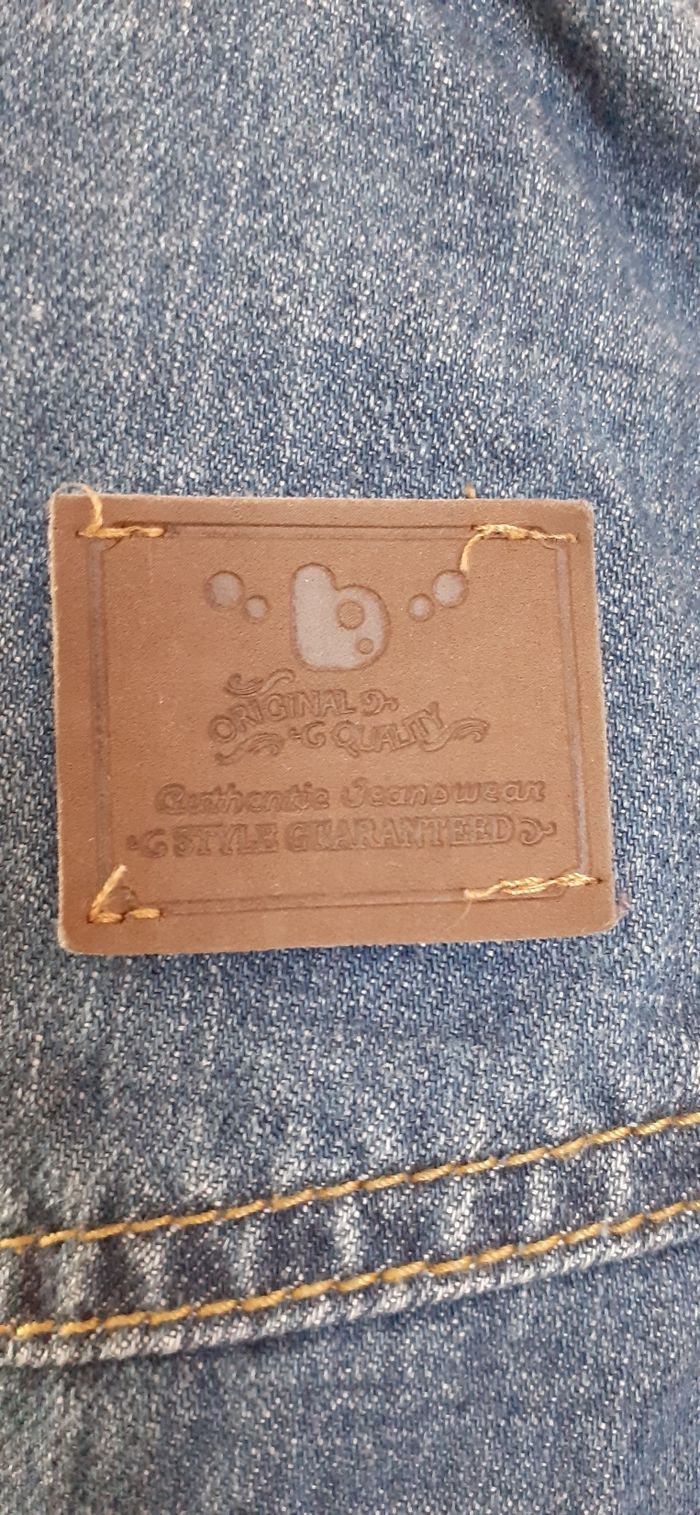 b
ORIGINAL
QUALITY
Authentic Jeanswear
STYLE GUARANTEED